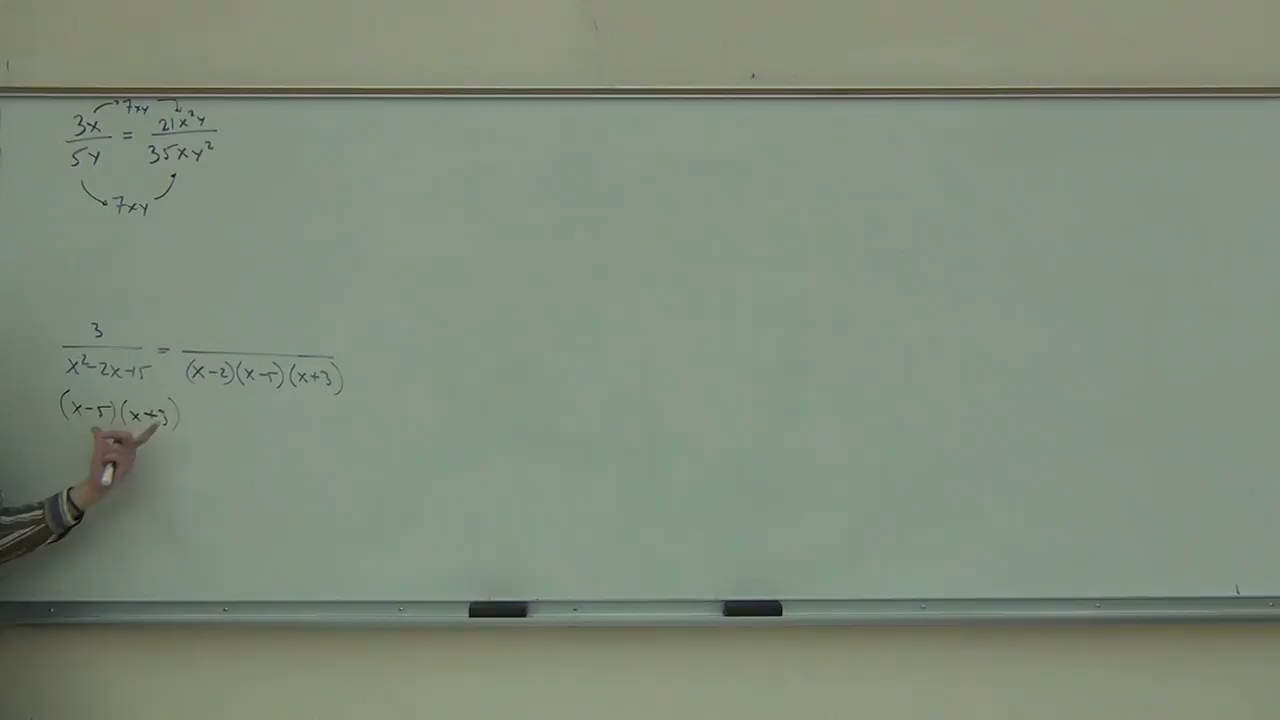 7xy
3x/5y = 21x²y/35xy²
7xy
3/(x²-2x-15) = /((x-2)(x-5)(x+3))
(x-5)(x+3)